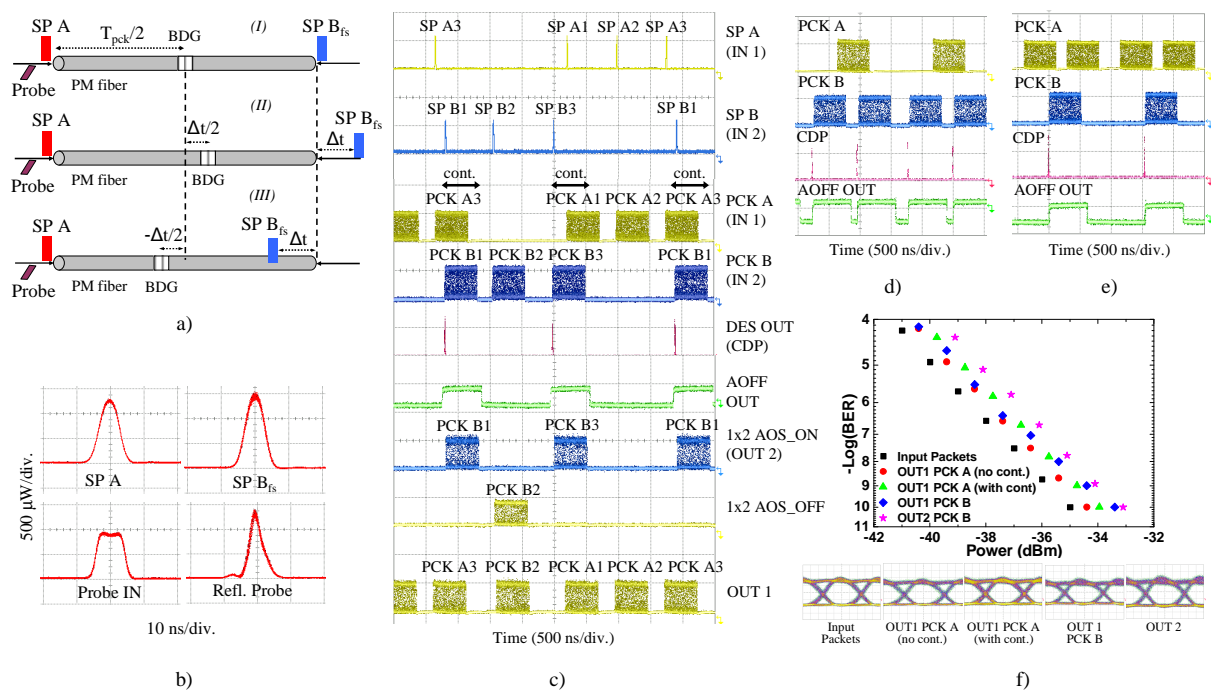 SP A
T_pck/2
BDG
(I)
SP B_fs
Probe
PM fiber
SP A
Δt/2
(II)
SP B_fs
Δt
Probe
PM fiber
BDG
(III)
SP A
-Δt/2
SP B_fs
Δt
Probe
PM fiber
BDG
a)
500 µW/div.
SP A
SP B_fs
Probe IN
Refl. Probe
10 ns/div.
b)
SP A3 SP A1 SP A2 SP A3
SP A
(IN 1)
SP B1 SP B2 SP B3 SP B1
SP B
(IN 2)
cont. cont. cont.
PCK A3 PCK A1 PCK A2 PCK A3
PCK A
(IN 1)
PCK B1 PCK B2 PCK B3 PCK B1
PCK B
(IN 2)
DES OUT
(CDP)
AOFF
OUT
PCK B1 PCK B3 PCK B1
1x2 AOS_ON
(OUT 2)
PCK B2
1x2 AOS_OFF
PCK A3 PCK B2 PCK A1 PCK A2 PCK A3
OUT 1
Time (500 ns/div.)
c)
PCK A
PCK B
CDP
AOFF OUT
Time (500 ns/div.)
d)
PCK A
PCK B
CDP
AOFF OUT
Time (500 ns/div.)
e)
-Log(BER)
4
5
6
7
8
9
10
11
Input Packets
OUT1 PCK A (no cont.)
OUT1 PCK A (with cont)
OUT1 PCK B
OUT2 PCK B
-42 -40 -38 -36 -34 -32
Power (dBm)
Input
Packets
OUT1 PCK A
(no cont.)
OUT1 PCK A
(with cont.)
OUT 1
PCK B
OUT 2
f)